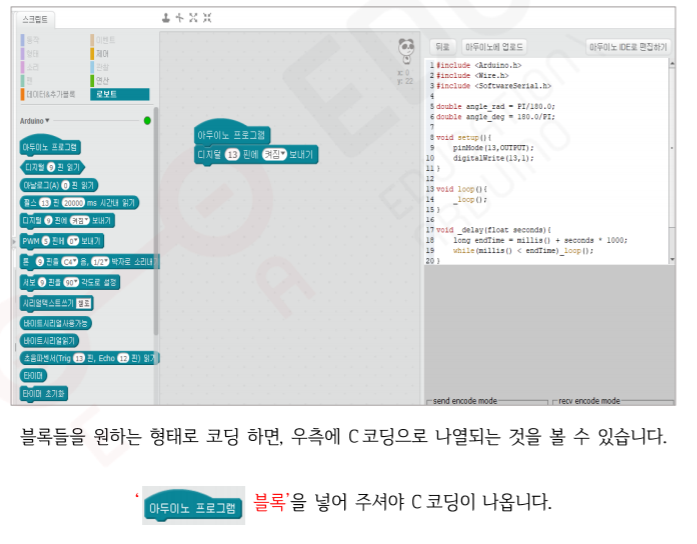 스크립트
동작
이벤트
형태
제어
소리
관찰
펜
연산
데이터&추가블록
로보트
Arduino
아두이노 프로그램
디지털 9 핀 읽기
아날로그(A) 0 핀 읽기
펄스 13 핀 20000 ms 시간내 읽기
디지털 9 핀에 켜짐 보내기
PWM 5 핀에 0 보내기
톤 9 핀을 C4 음, 1/2 박자로 소리내
서보 9 핀을 90 각도로 설정
시리얼텍스트쓰기 헬로
바이트시리얼사용가능
바이트시리얼읽기
초음파센서(Trig 13 핀, Echo 12 핀) 읽기
타이머
타이머 초기화
x: 0
y: 22
아두이노 프로그램
디지털 13 핀에 켜짐 보내기
뒤로
아두이노에 업로드
아두이노 IDE로 편집하기
1 #include <Arduino.h>
2 #include <Wire.h>
3 #include <SoftwareSerial.h>
4
5 double angle_rad = PI/180.0;
6 double angle_deg = 180.0/PI;
7
8 void setup(){
9 pinMode(13,OUTPUT);
10 digitalWrite(13,1);
11 }
12
13 void loop(){
14 _loop();
15 }
16
17 void _delay(float seconds){
18 long endTime = millis() + seconds * 1000;
19 while(millis() < endTime)_loop();
20 }
send encode mode
recv encode mode
블록들을 원하는 형태로 코딩 하면, 우측에 C코딩으로 나열되는 것을 볼 수 있습니다.
‘ 아두이노 프로그램 블록’을 넣어 주셔야 C 코딩이 나옵니다.